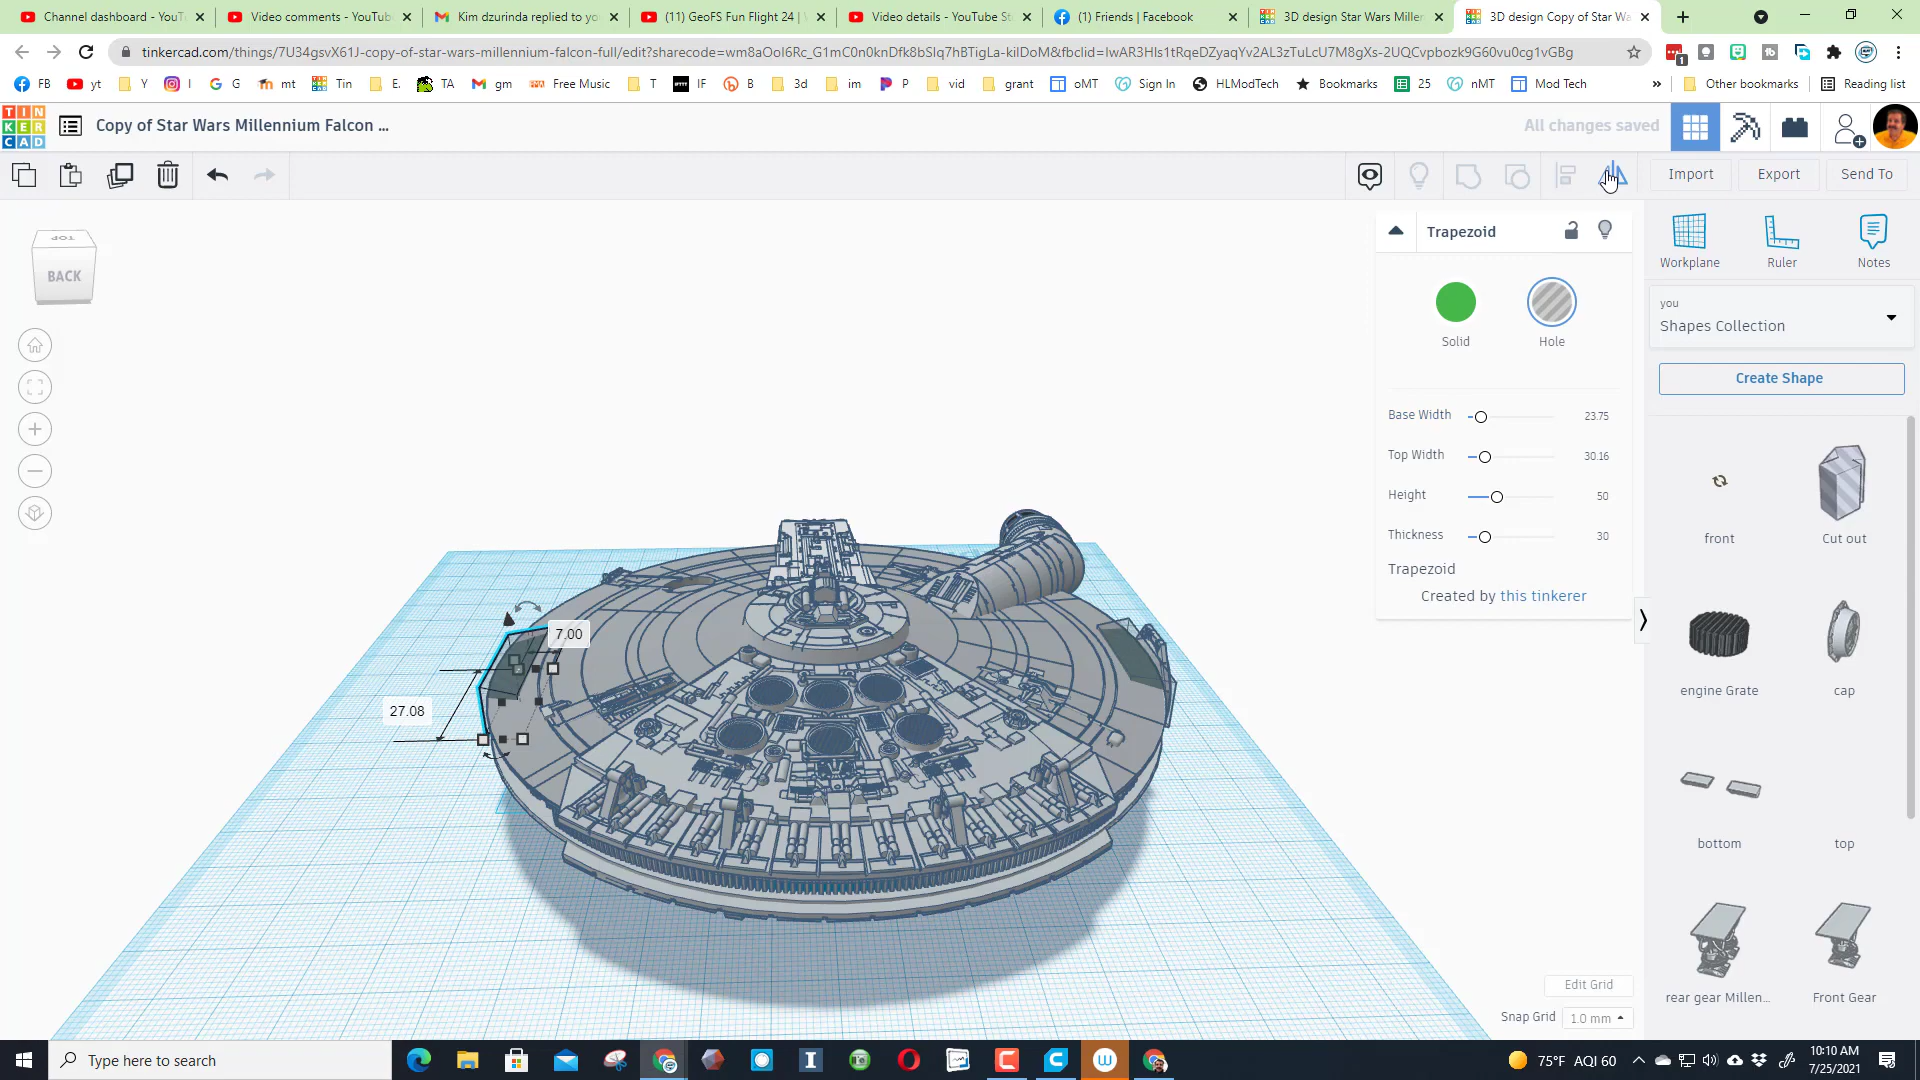 Channel dashboard - YouT
Video comments - YouTube
Kim dzurinda replied to yo
(11) GeoFS Fun Flight 24 |
Video details - YouTube St
(1) Friends | Facebook
3D design Star Wars Miller
3D design Copy of Star Wa
tinkercad.com/things/7U34gsvX61J-copy-of-star-wars-millennium-falcon-full/edit?sharecode=wm8aOoI6Rc_G1mC0n0knDfk8bSIq7hBTigLa-kilDoM&fbclid=IwAR3HIs1tRqeDZyaqYv2AL3zTuLcU7M8gXs-2UQCvpbozk9G60vu0cg1vGBg
FB yt Y I G mt Tin E. TA gm Free Music T IF B 3d im P vid grant oMT Sign In HLModTech Bookmarks 25 nMT Mod Tech » Other bookmarks Reading list
TINKERCAD
Copy of Star Wars Millennium Falcon ...
All changes saved
Import
Export
Send To
TOP
BACK
Trapezoid
Solid
Hole
Base Width 23.75
Top Width 30.16
Height 50
Thickness 30
Trapezoid
Created by this tinkerer
7.00
27.08
Workplane
Ruler
Notes
you
Shapes Collection
Create Shape
front
Cut out
engine Grate
cap
bottom
top
rear gear Millen...
Front Gear
Edit Grid
Snap Grid 1.0 mm
Type here to search
75°F AQI 60
10:10 AM
7/25/2021